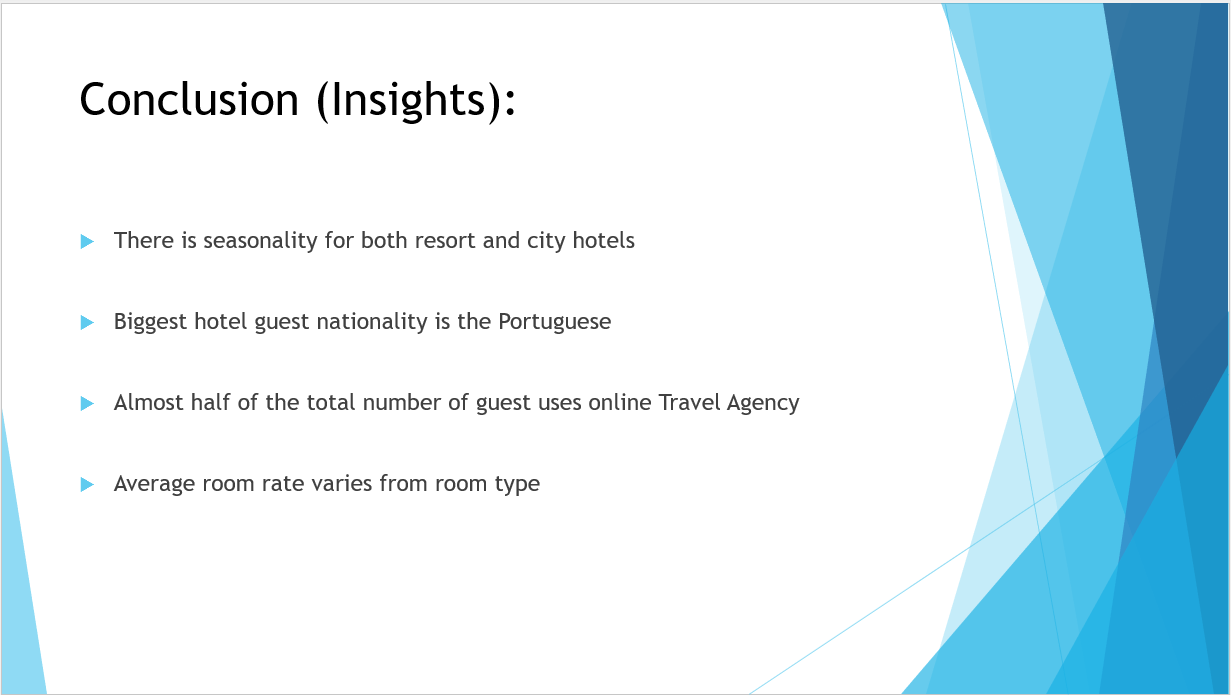 Conclusion (Insights):
There is seasonality for both resort and city hotels
Biggest hotel guest nationality is the Portuguese
Almost half of the total number of guest uses online Travel Agency
Average room rate varies from room type